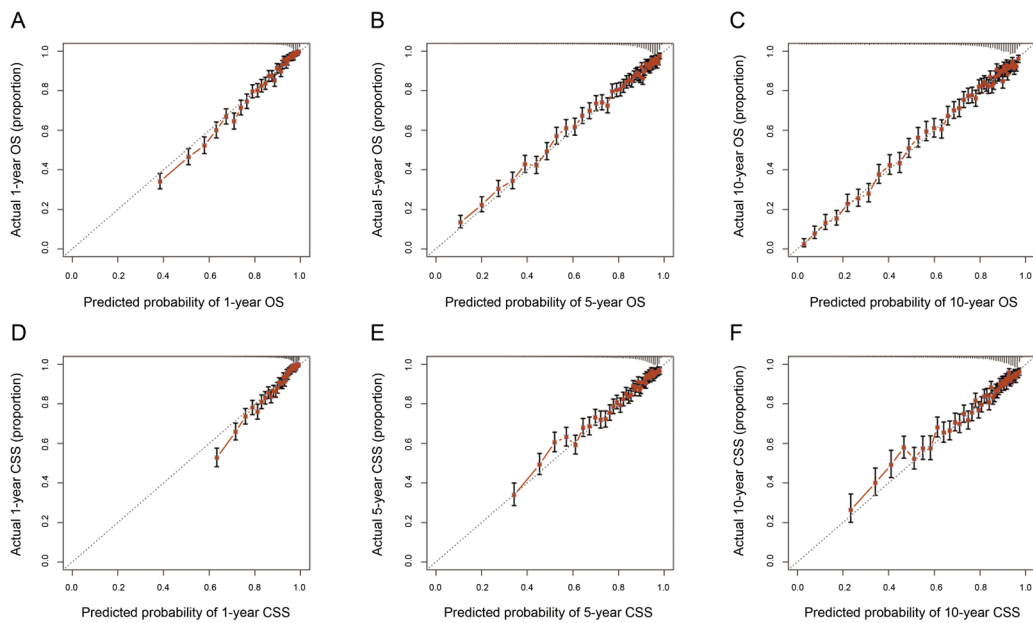 A
B
C
Actual 1-year OS (proportion)
1.0
0.8
0.6
0.4
0.2
0.0
0.0 0.2 0.4 0.6 0.8 1.0
Predicted probability of 1-year OS
Actual 5-year OS (proportion)
1.0
0.8
0.6
0.4
0.2
0.0
0.0 0.2 0.4 0.6 0.8 1.0
Predicted probability of 5-year OS
Actual 10-year OS (proportion)
1.0
0.8
0.6
0.4
0.2
0.0
0.0 0.2 0.4 0.6 0.8 1.0
Predicted probability of 10-year OS
D
E
F
Actual 1-year CSS (proportion)
1.0
0.8
0.6
0.4
0.2
0.0
0.0 0.2 0.4 0.6 0.8 1.0
Predicted probability of 1-year CSS
Actual 5-year CSS (proportion)
1.0
0.8
0.6
0.4
0.2
0.0
0.0 0.2 0.4 0.6 0.8 1.0
Predicted probability of 5-year CSS
Actual 10-year CSS (proportion)
1.0
0.8
0.6
0.4
0.2
0.0
0.0 0.2 0.4 0.6 0.8 1.0
Predicted probability of 10-year CSS